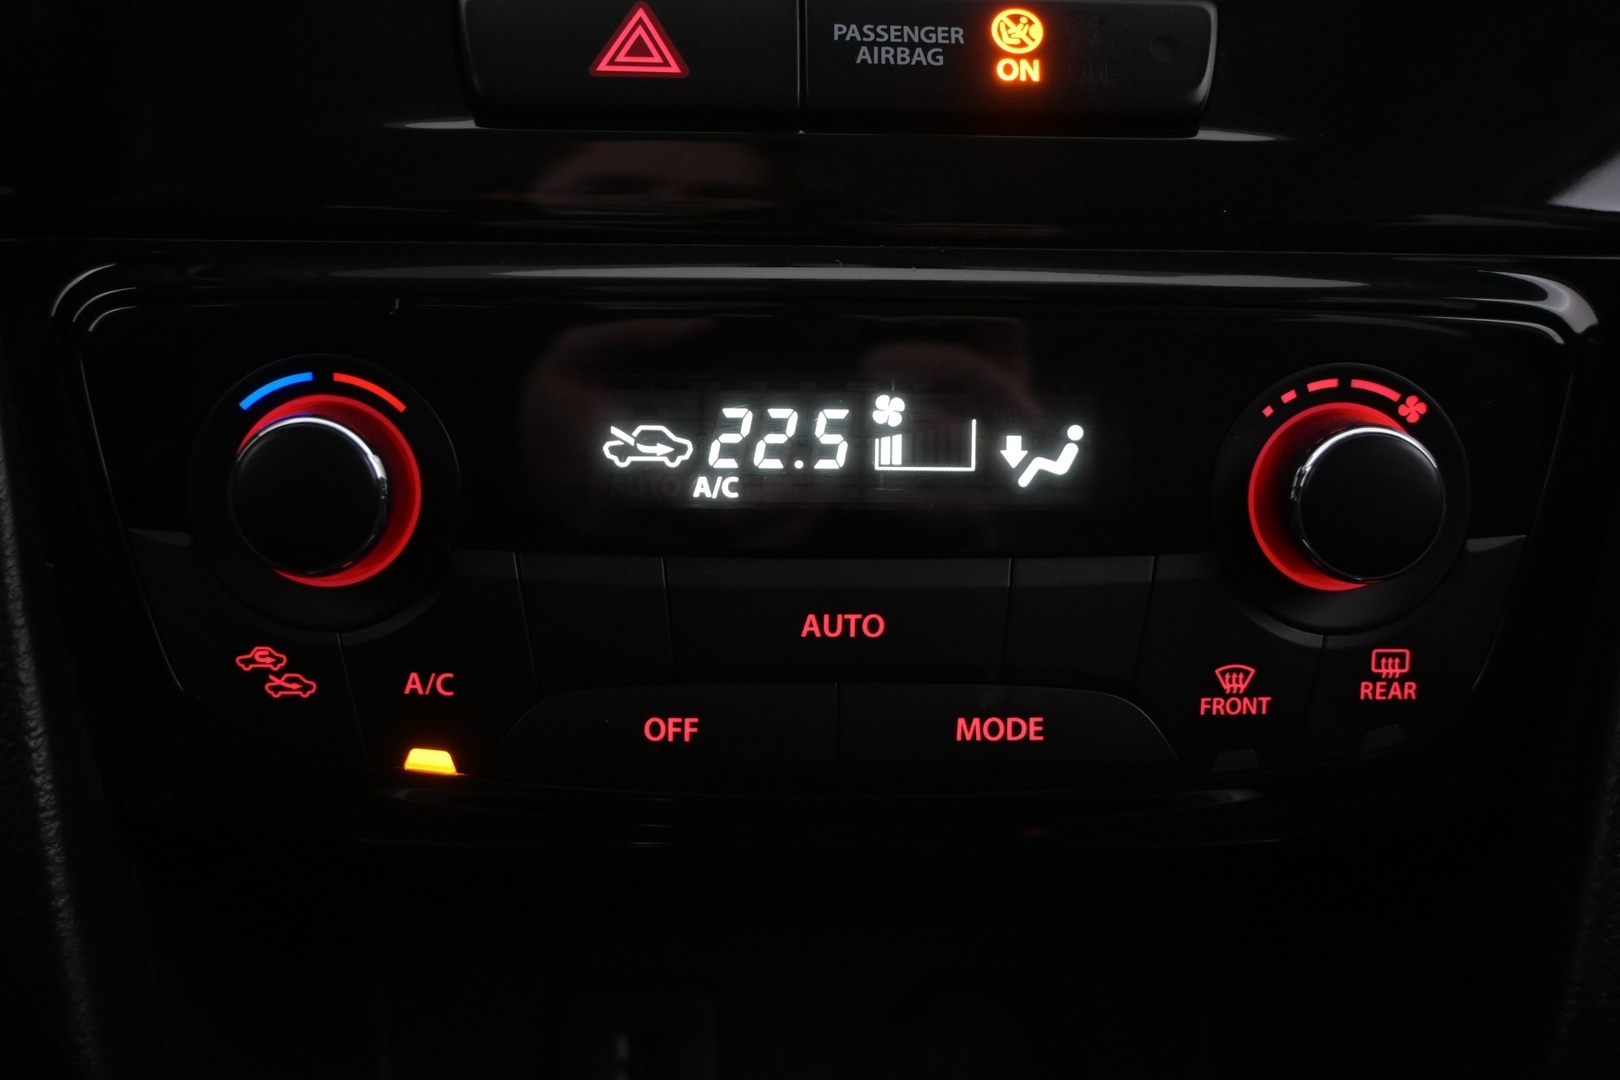 PASSENGER
AIRBAG
ON
22.5
A/C
AUTO
A/C
OFF
MODE
FRONT
REAR